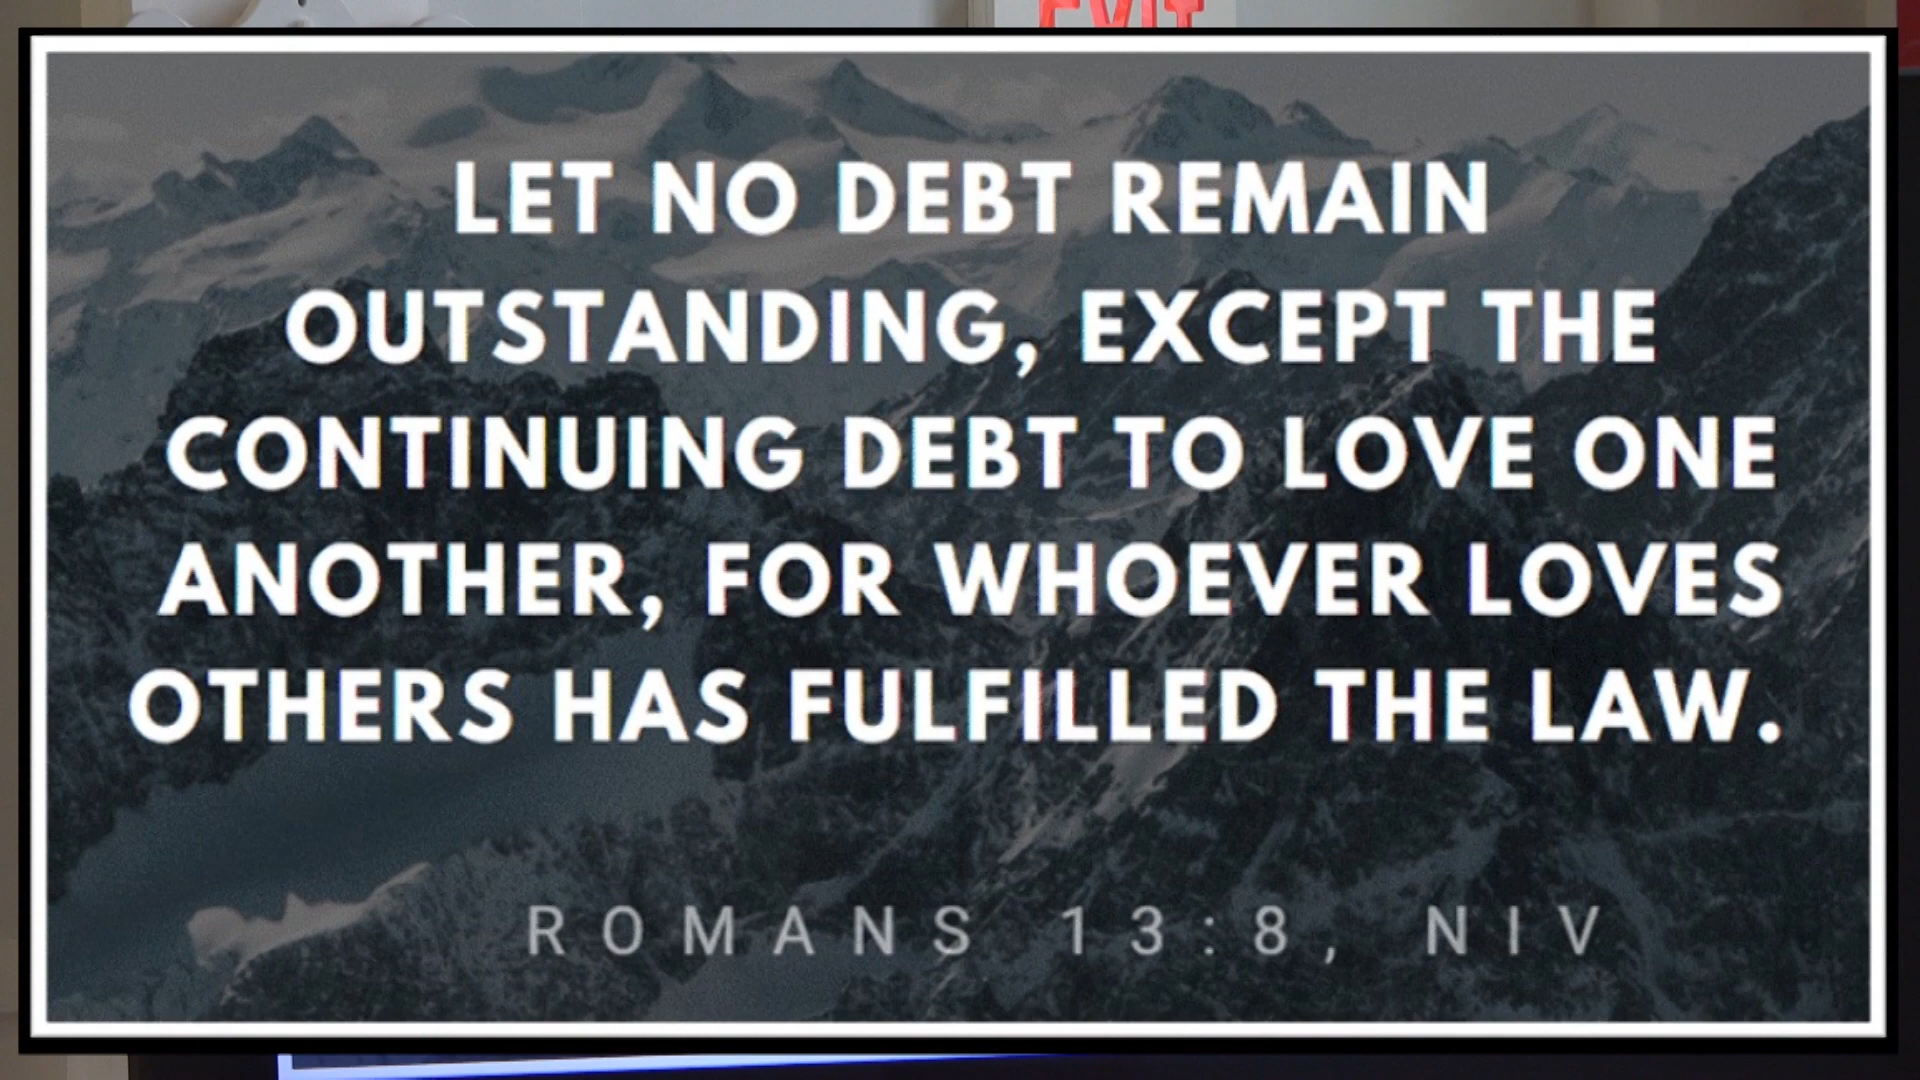 EXIT
LET NO DEBT REMAIN
OUTSTANDING, EXCEPT THE
CONTINUING DEBT TO LOVE ONE
ANOTHER, FOR WHOEVER LOVES
OTHERS HAS FULFILLED THE LAW.
ROMANS 13:8, NIV